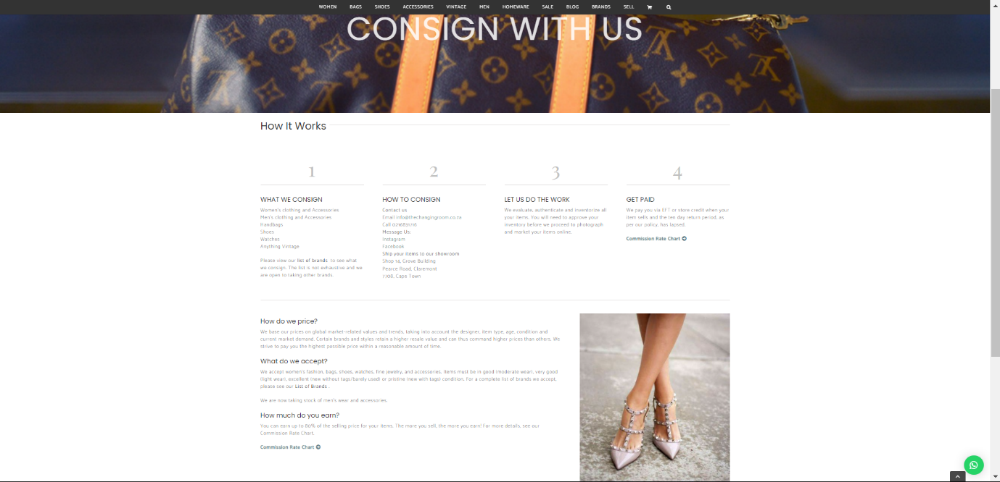 WOMEN BAGS SHOES ACCESSORIES VINTAGE MEN HOMEWARE SALE BLOG BRANDS SELL
CONSIGN WITH US
How It Works
1
WHAT WE CONSIGN
Women's clothing and Accessories
Men's clothing and Accessories
Handbags
Shoes
Watches
Anything Vintage
Please view our list of brands to see what
we consign. The list is not exhaustive and we
are open to taking other brands.
2
HOW TO CONSIGN
Contact us
Email info@thechangingroom.co.za
Call 0216831716
Message Us:
Instagram
Facebook
Ship your items to our showroom
Shop 1a, Grove Building
Pearce Road, Claremont
7708, Cape Town
3
LET US DO THE WORK
We evaluate, authenticate and inventorize all
your items. You will need to approve your
inventory before we proceed to photograph
and market your items online.
4
GET PAID
We pay you via EFT or store credit when your
item sells and the ten day return period, as
per our policy, has lapsed.
Commission Rate Chart
How do we price?
We base our prices on global market-related values and trends, taking into account the designer, item type, age, condition and
current market demand. Certain brands and styles retain a higher resale value and can thus command higher prices than others. We
strive to pay you the highest possible price within a reasonable amount of time.
What do we accept?
We accept women's fashion, bags, shoes, watches, fine jewelry, and accessories. Items must be in good (moderate wear), very good
(light wear), excellent (new without tags/barely used) or pristine (new with tags) condition. For a complete list of brands we accept,
please see our List of Brands .
We are now taking stock of men's wear and accessories.
How much do you earn?
You can earn up to 80% of the selling price for your items. The more you sell, the more you earn! For more details, see our
Commission Rate Chart.
Commission Rate Chart